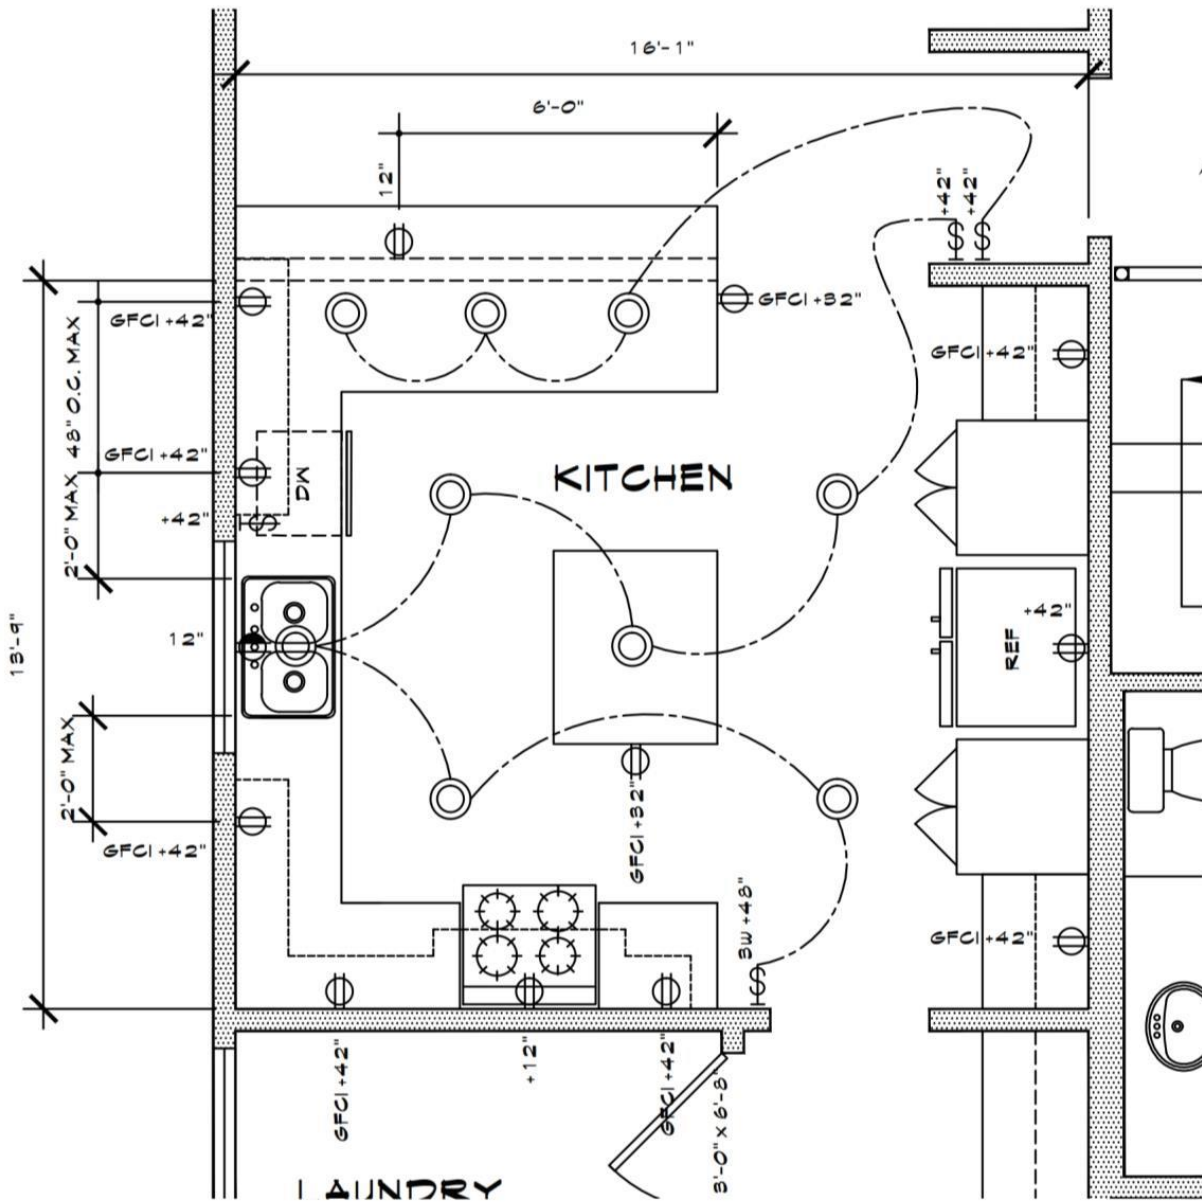 16'-1"
6'-0"
12"
+42"
+42"
GFCI +42"
GFCI +32"
GFCI +42"
2'-0" MAX 48" O.C. MAX
GFCI +42"
+42"
DW
KITCHEN
13'-9"
12"
+42"
REF
2'-0" MAX
GFCI +42"
GFCI +32"
3W +48"
GFCI +42"
GFCI +42"
+12"
GFCI +42"
3'-0" x 6'-8"
LAUNDRY